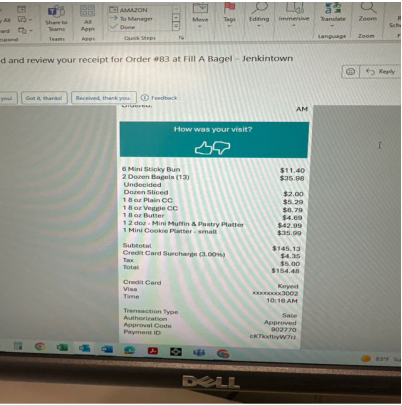 AMAZON
To Manager
Done
Share to Teams
All Apps
Move
Tags
Editing
Immersive
Translate
Zoom
Teams
Apps
Quick Steps
Language
Zoom
d and review your receipt for Order #83 at Fill A Bagel - Jenkintown
Reply
you!
Got it, thanks!
Received, thank you.
Feedback
AM
How was your visit?
6 Mini Sticky Bun $11.40
2 Dozen Bagels (13) $35.98
Undecided
Dozen Sliced $2.00
1 8 oz Plain CC $5.29
1 8 oz Veggie CC $6.79
1 8 oz Butter $4.69
1 2 doz - Mini Muffin & Pastry Platter $42.99
1 Mini Cookie Platter - small $35.99
Subtotal $145.13
Credit Card Surcharge (3.00%) $4.35
Tax $5.00
Total $154.48
Credit Card Keyed
Visa xxxxxxxx3002
Time 10:16 AM
Transaction Type Sale
Authorization Approved
Approval Code 902770
Payment ID
83°F
DELL